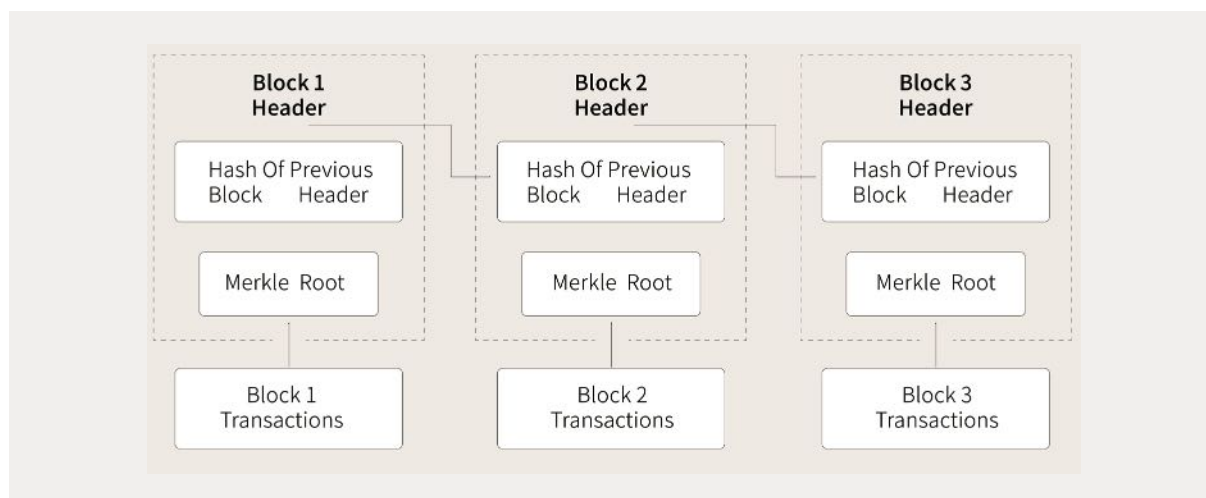 Block 1
Header
Hash Of Previous
Block Header
Merkle Root
Block 1
Transactions
Block 2
Header
Hash Of Previous
Block Header
Merkle Root
Block 2
Transactions
Block 3
Header
Hash Of Previous
Block Header
Merkle Root
Block 3
Transactions